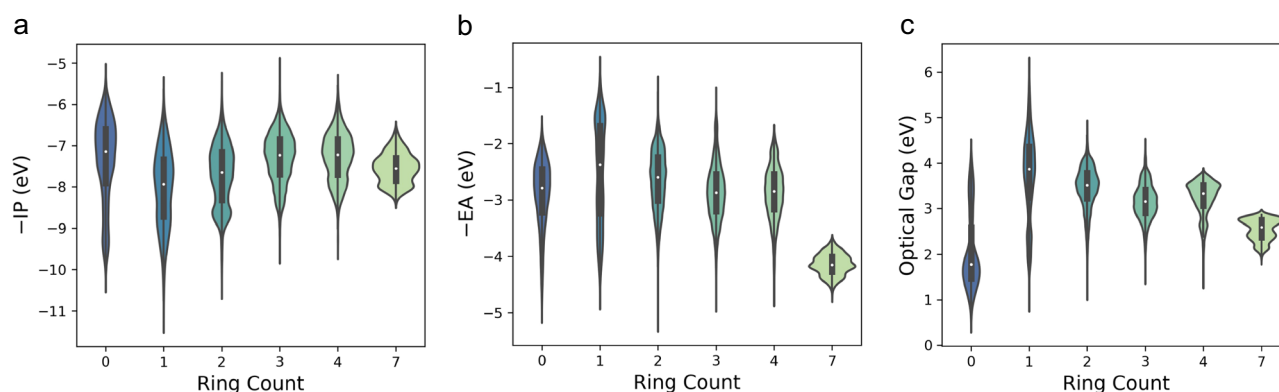 a
−IP (eV)
−5
−6
−7
−8
−9
−10
−11
0 1 2 3 4 7
Ring Count
b
−EA (eV)
−1
−2
−3
−4
−5
0 1 2 3 4 7
Ring Count
c
Optical Gap (eV)
6
5
4
3
2
1
0
0 1 2 3 4 7
Ring Count